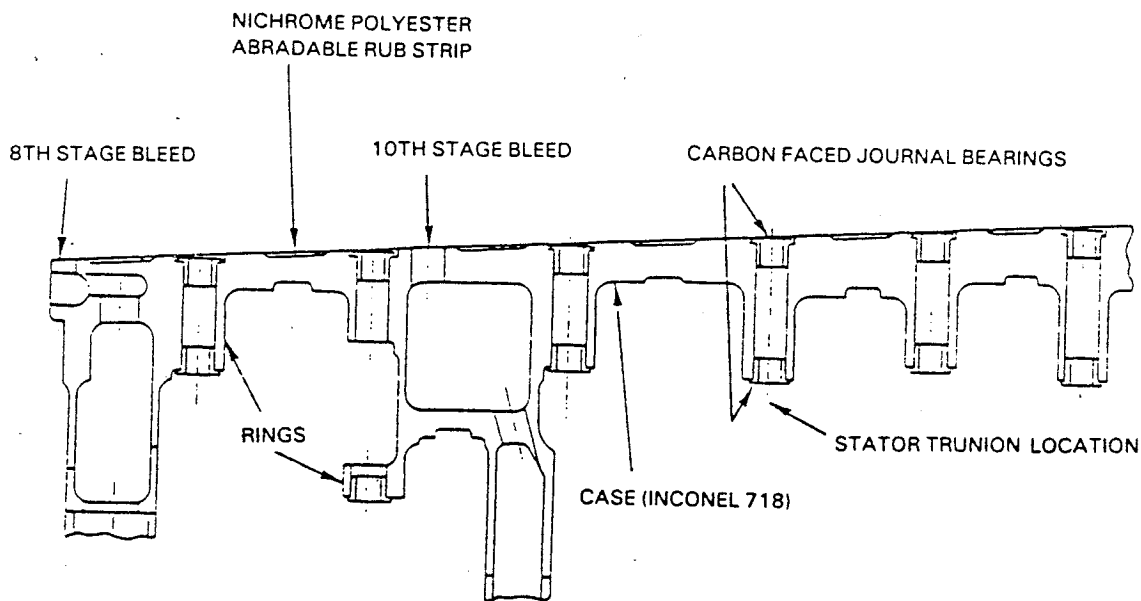 NICHROME POLYESTER
ABRADABLE RUB STRIP
8TH STAGE BLEED
10TH STAGE BLEED
CARBON FACED JOURNAL BEARINGS
RINGS
STATOR TRUNION LOCATION
CASE (INCONEL 718)